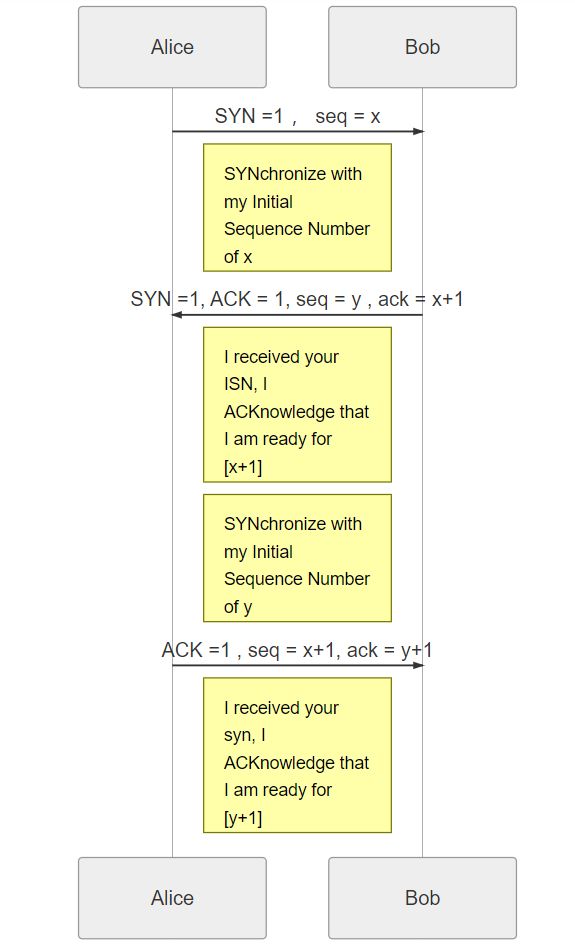 Alice Bob
SYN =1 ,   seq = x
SYNchronize with
my Initial
Sequence Number
of x
SYN =1, ACK = 1, seq = y , ack = x+1
I received your
ISN, I
ACKnowledge that
I am ready for
[x+1]
SYNchronize with
my Initial
Sequence Number
of y
ACK =1 , seq = x+1, ack = y+1
I received your
syn, I
ACKnowledge that
I am ready for
[y+1]
Alice Bob